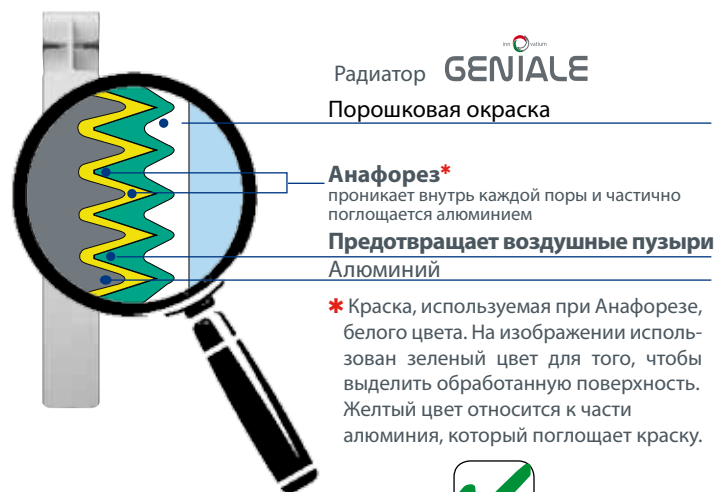 inn vatium
Радиатор GENIALE
Порошковая окраска
Анафорез*
проникает внутрь каждой поры и частично
поглощается алюминием
Предотвращает воздушные пузыри
Алюминий
* Краска, используемая при Анафорезе,
белого цвета. На изображении исполь-
зован зеленый цвет для того, чтобы
выделить обработанную поверхность.
Желтый цвет относится к части
алюминия, который поглощает краску.